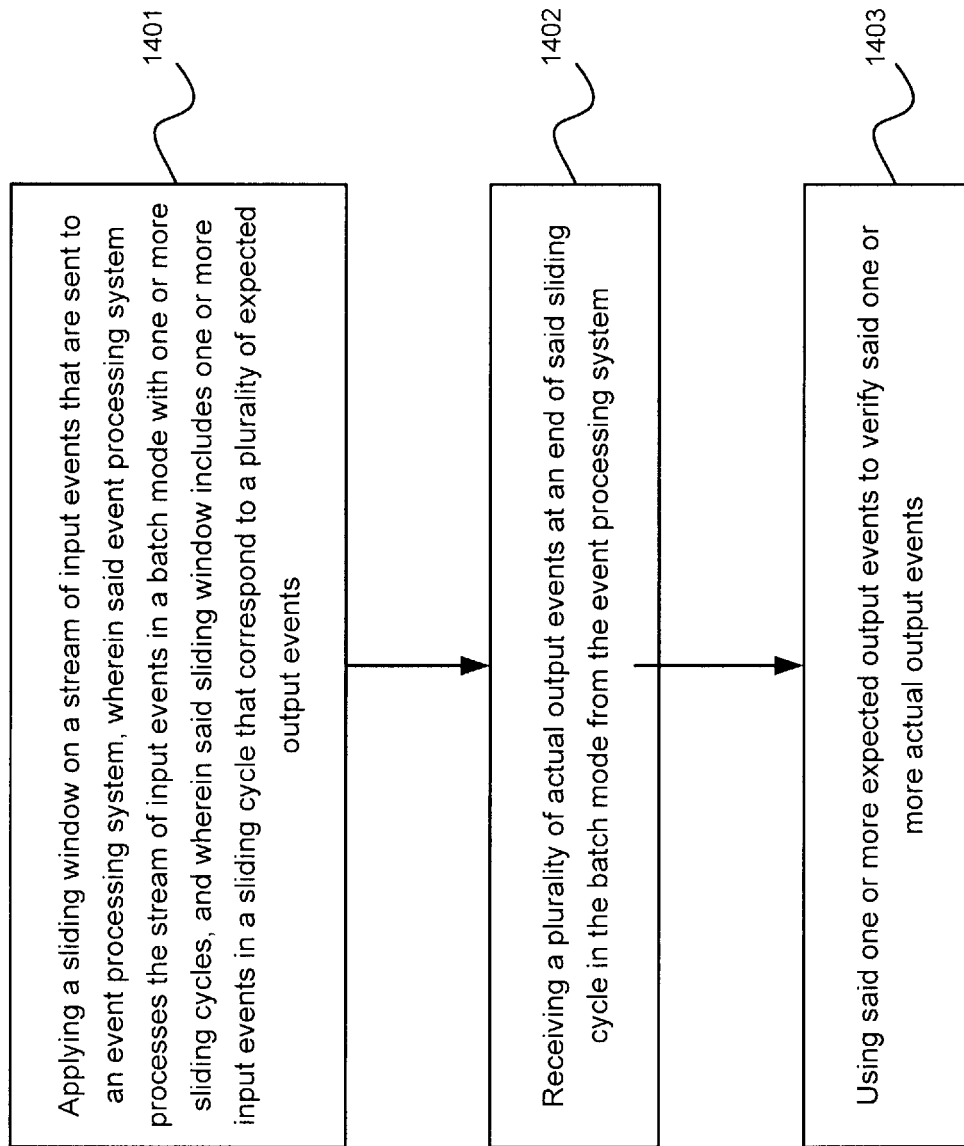 Applying a sliding window on a stream of input events that are sent to
an event processing system, wherein said event processing system
processes the stream of input events in a batch mode with one or more
sliding cycles, and wherein said sliding window includes one or more
input events in a sliding cycle that correspond to a plurality of expected
output events
1401
Receiving a plurality of actual output events at an end of said sliding
cycle in the batch mode from the event processing system
1402
Using said one or more expected output events to verify said one or
more actual output events
1403